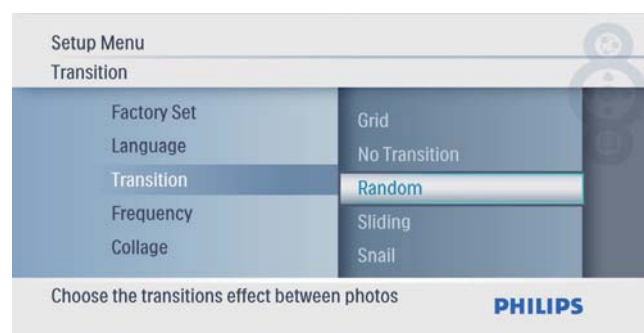 Setup Menu
Transition
Factory Set
Language
Transition
Frequency
Collage
Grid
No Transition
Random
Sliding
Snail
Choose the transitions effect between photos
PHILIPS